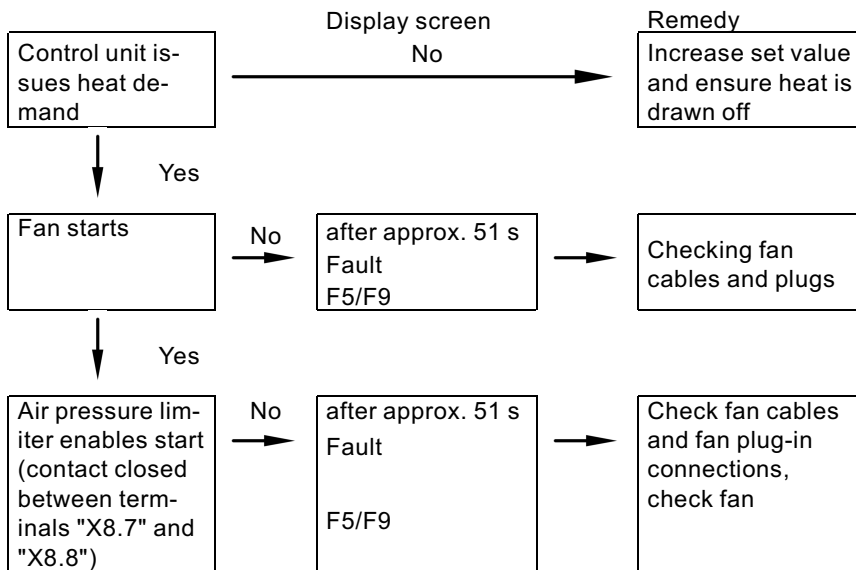 Display screen
Remedy
Control unit is-
sues heat de-
mand
No
Increase set value
and ensure heat is
drawn off
Yes
Fan starts
No
after approx. 51 s
Fault
F5/F9
Checking fan
cables and plugs
Yes
Air pressure lim-
iter enables start
(contact closed
between term-
inals "X8.7" and
"X8.8")
No
after approx. 51 s
Fault
F5/F9
Check fan cables
and fan plug-in
connections,
check fan